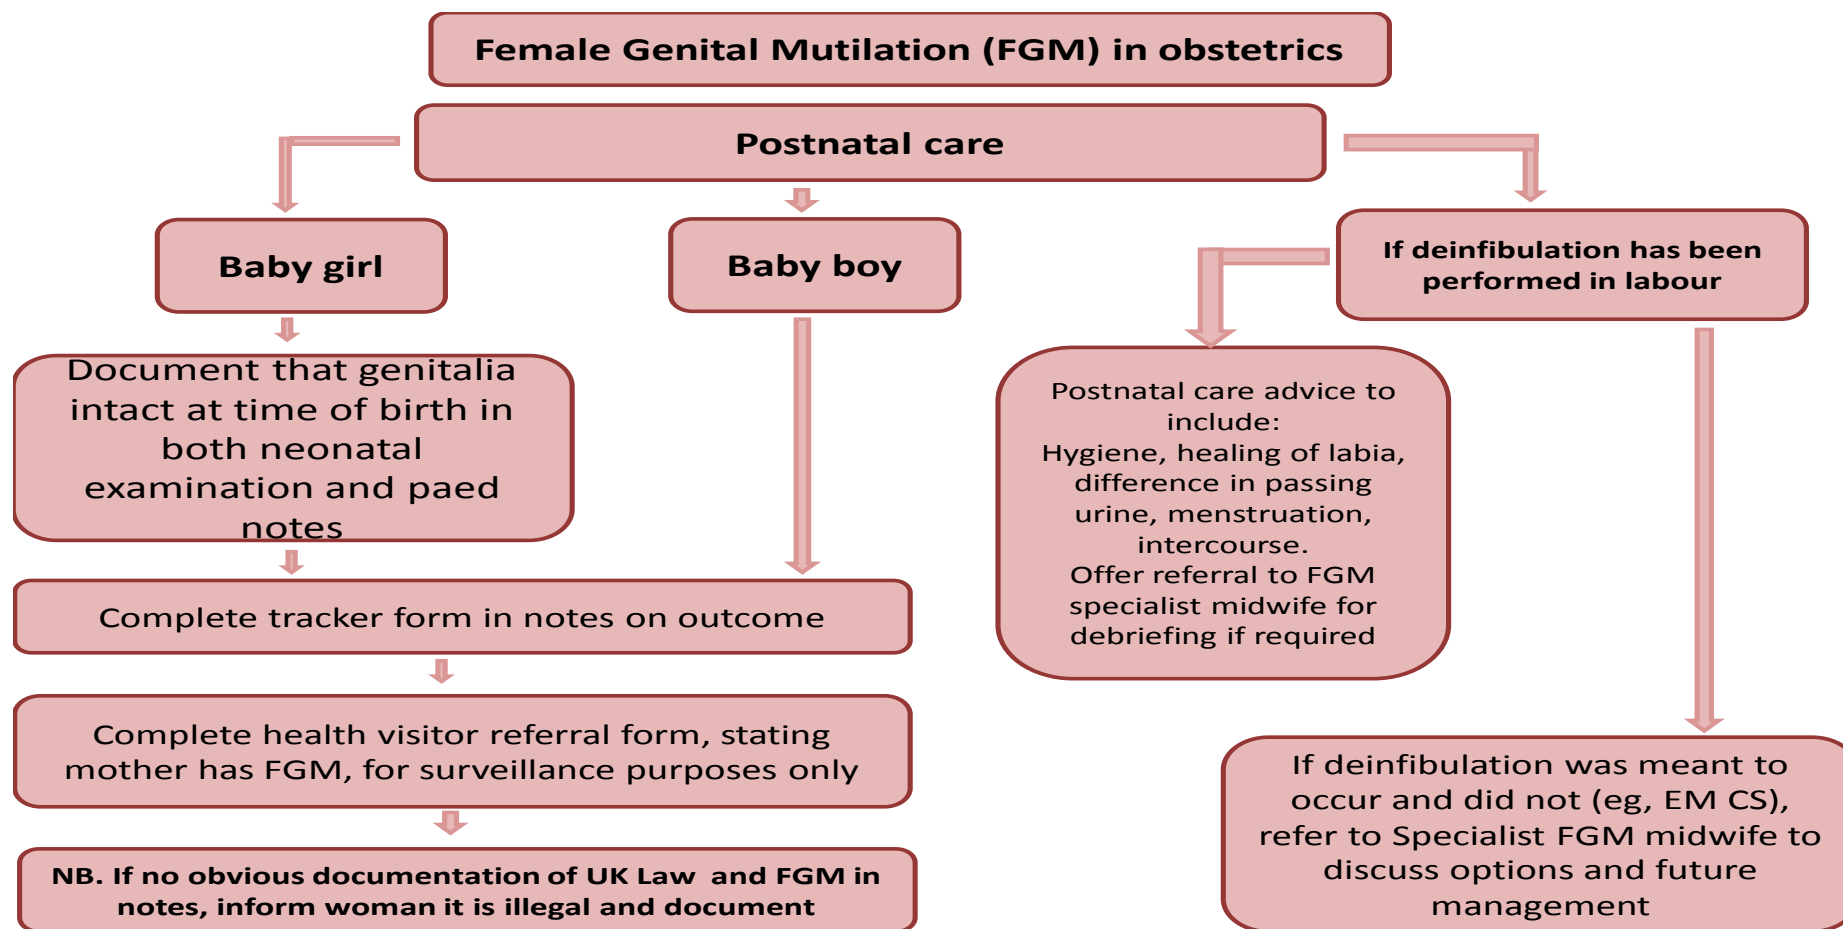 Female Genital Mutilation (FGM) in obstetrics
Postnatal care
Baby girl
Baby boy
If deinfibulation has been
performed in labour
Document that genitalia
intact at time of birth in
both neonatal
examination and paed
notes
Postnatal care advice to
include:
Hygiene, healing of labia,
difference in passing
urine, menstruation,
intercourse.
Offer referral to FGM
specialist midwife for
debriefing if required
Complete tracker form in notes on outcome
Complete health visitor referral form, stating
mother has FGM, for surveillance purposes only
If deinfibulation was meant to
occur and did not (eg, EM CS),
refer to Specialist FGM midwife to
discuss options and future
management
NB. If no obvious documentation of UK Law and FGM in
notes, inform woman it is illegal and document